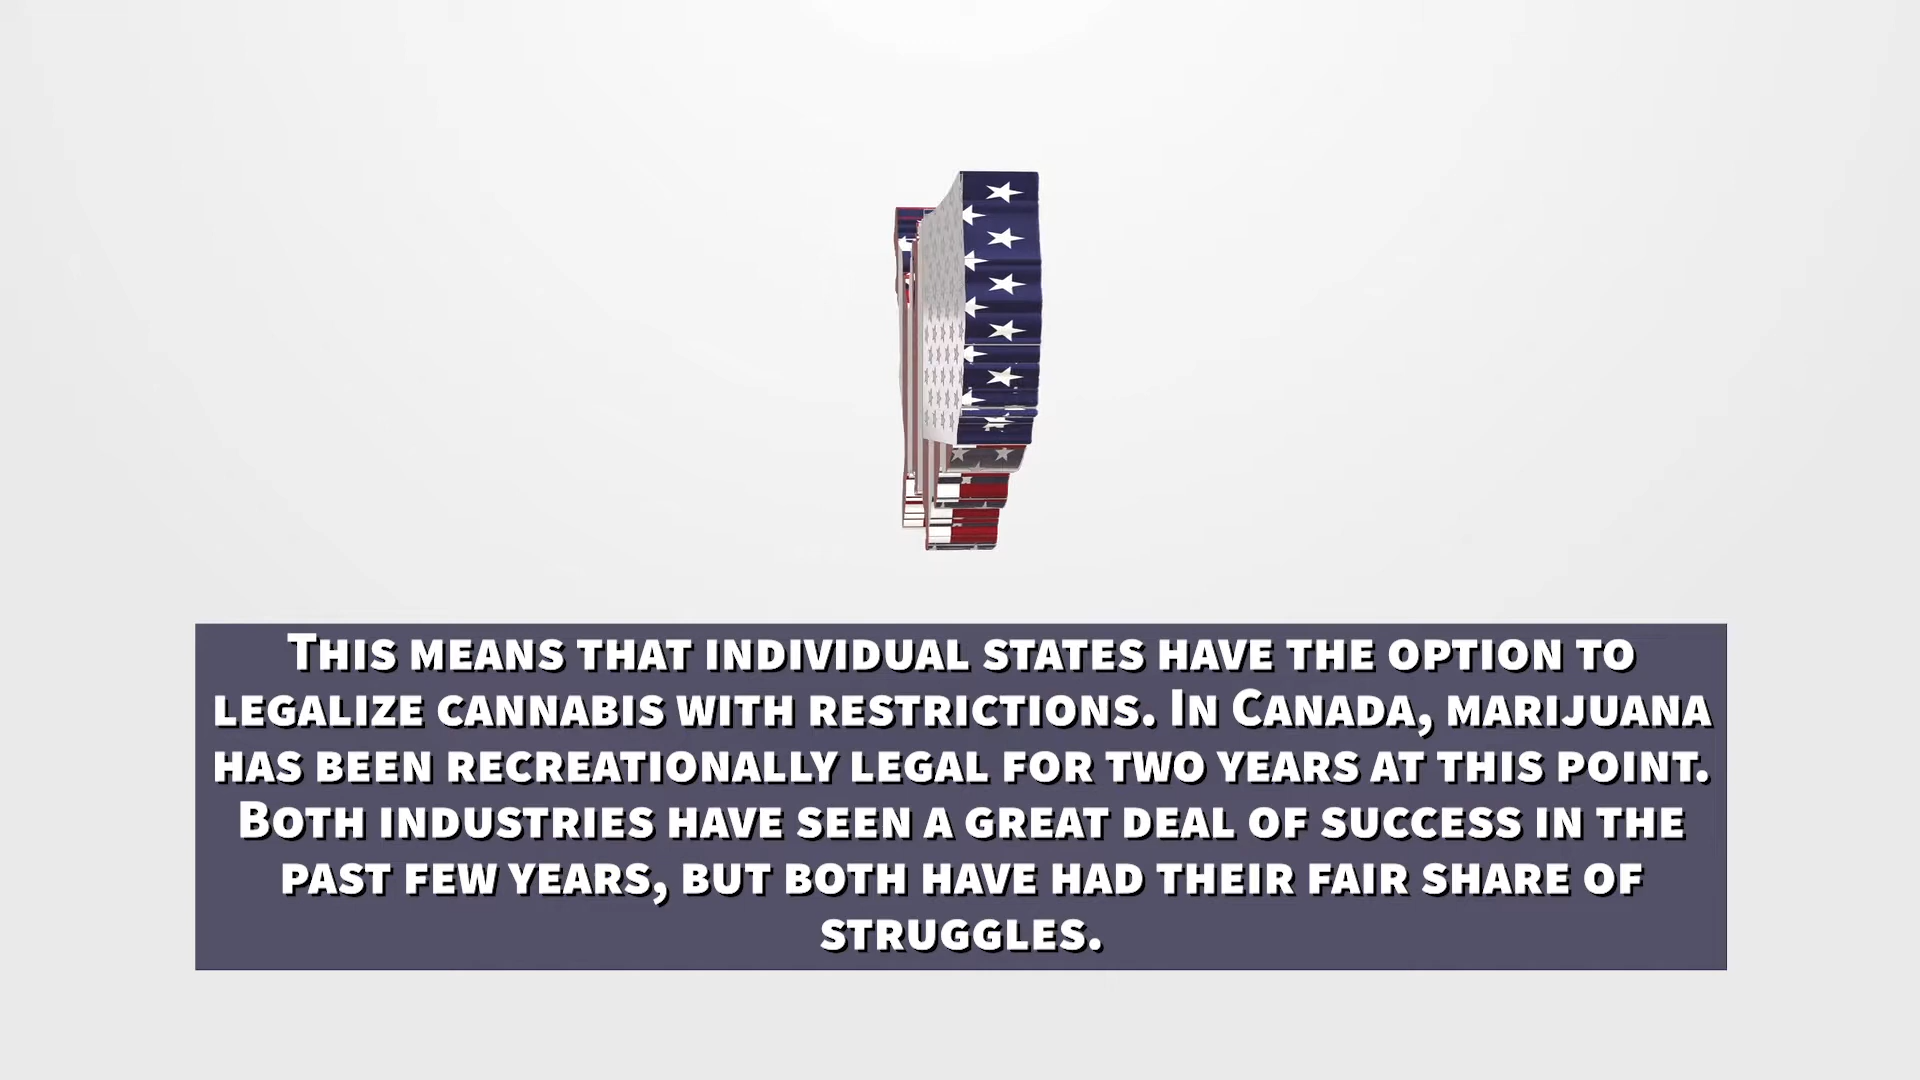 This means that individual states have the option to
legalize cannabis with restrictions. In Canada, marijuana
has been recreationally legal for two years at this point.
Both industries have seen a great deal of success in the
past few years, but both have had their fair share of
struggles.